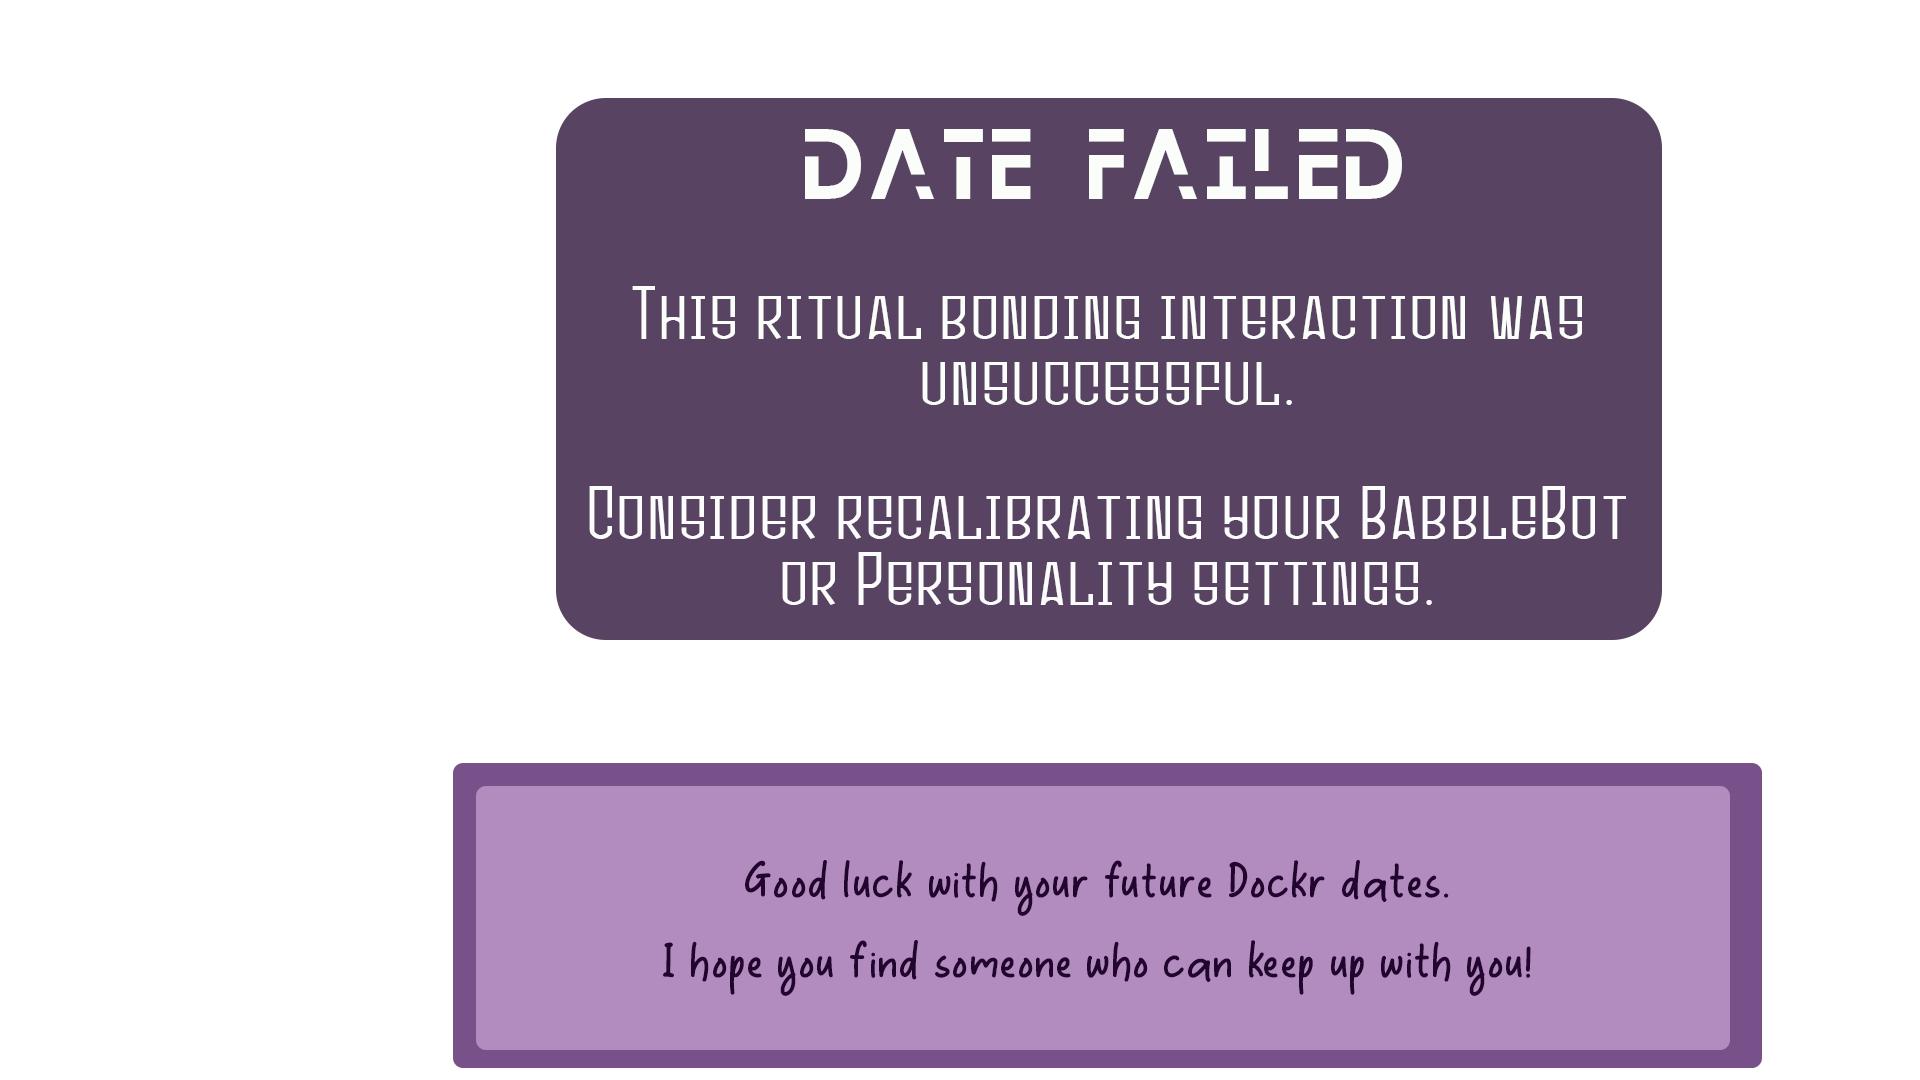 DATE FAILED
This ritual bonding interaction was
unsuccessful.
Consider recalibrating your BabbleBot
or Personality settings.
Good luck with your future Dockr dates.
I hope you find someone who can keep up with you!